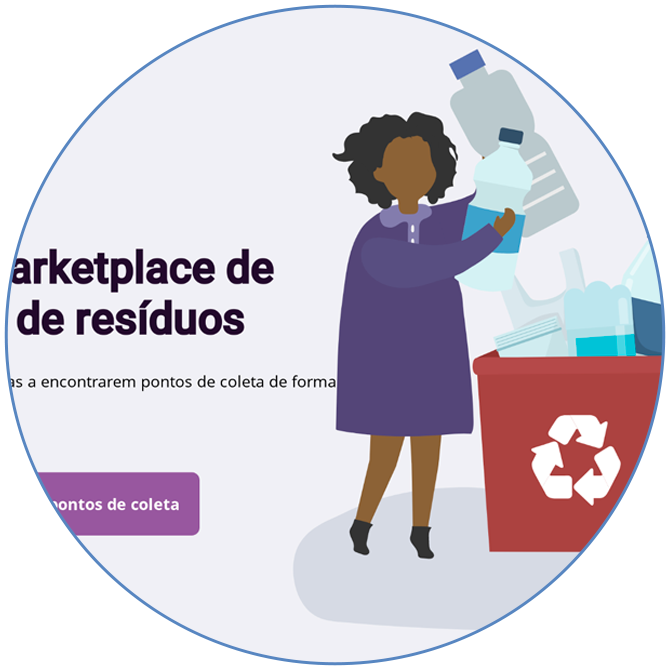 arketplace de
de resíduos
as a encontrarem pontos de coleta de forma
pontos de coleta